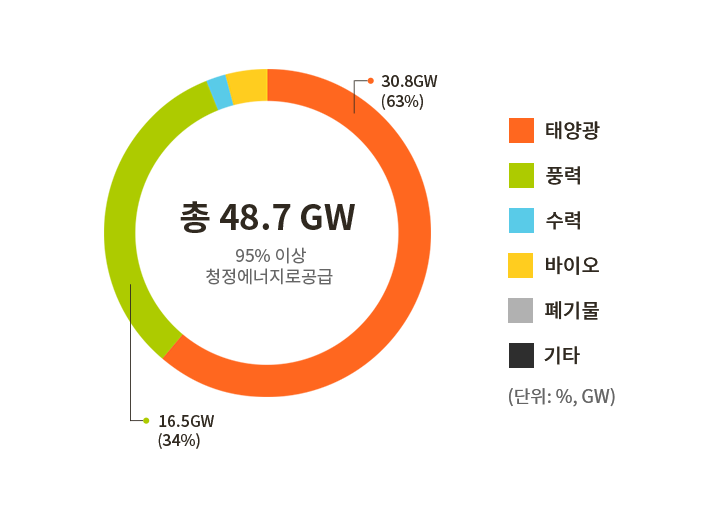 30.8GW
(63%)
총 48.7 GW
95% 이상
청정에너지로공급
16.5GW
(34%)
태양광
풍력
수력
바이오
폐기물
기타
(단위: %, GW)